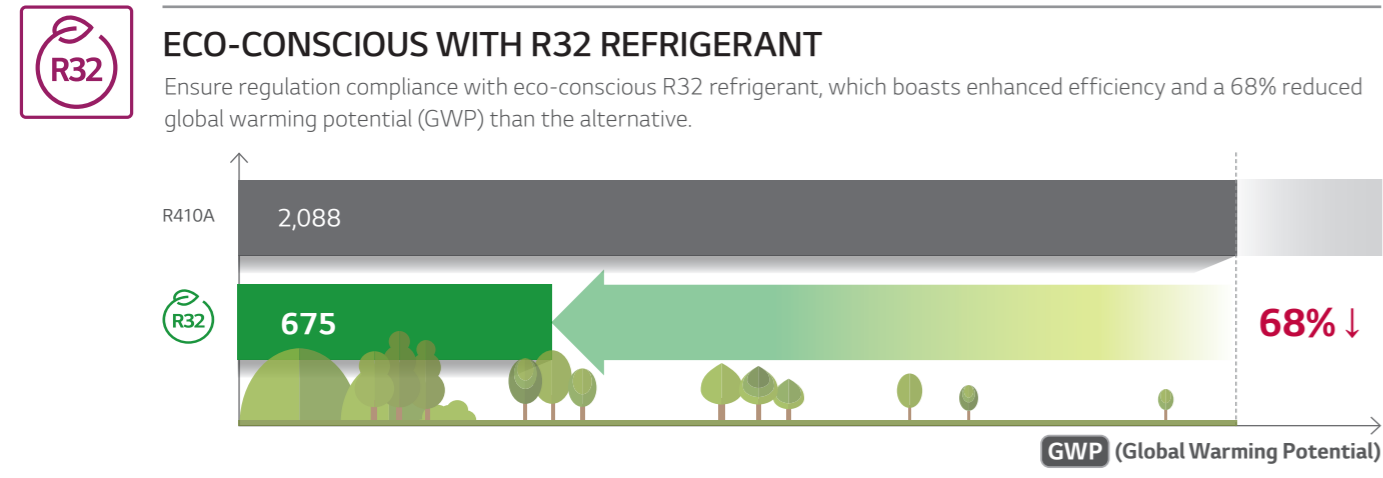 R32
ECO-CONSCIOUS WITH R32 REFRIGERANT
Ensure regulation compliance with eco-conscious R32 refrigerant, which boasts enhanced efficiency and a 68% reduced
global warming potential (GWP) than the alternative.
R410A
2,088
R32
675
68% ↓
GWP (Global Warming Potential)